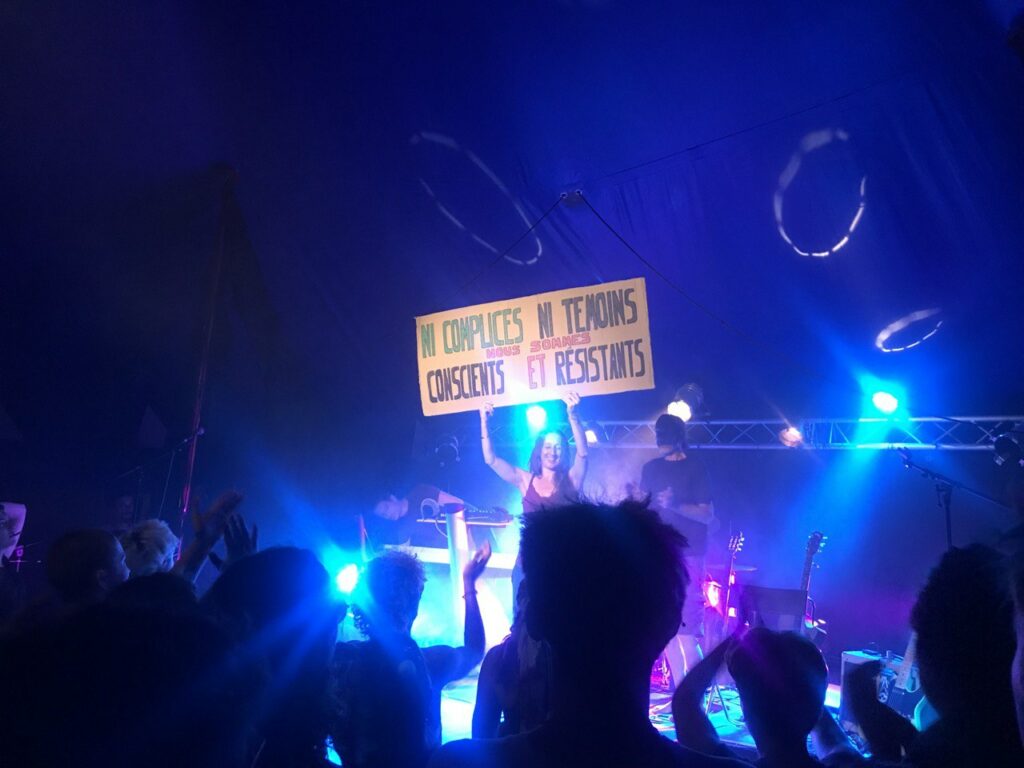 NI COMPLICES NI TEMOINS
NOUS SOMMES
CONSCIENTS ET RÉSISTANTS